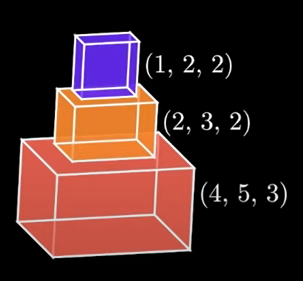 (1, 2, 2)
(2, 3, 2)
(4, 5, 3)